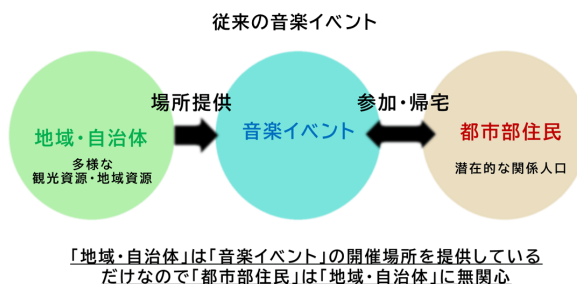 従来の音楽イベント
場所提供
参加・帰宅
地域・自治体
音楽イベント
都市部住民
多様な
観光資源・地域資源
潜在的な関係人口
「地域・自治体」は「音楽イベント」の開催場所を提供している
だけなので「都市部住民」は「地域・自治体」に無関心